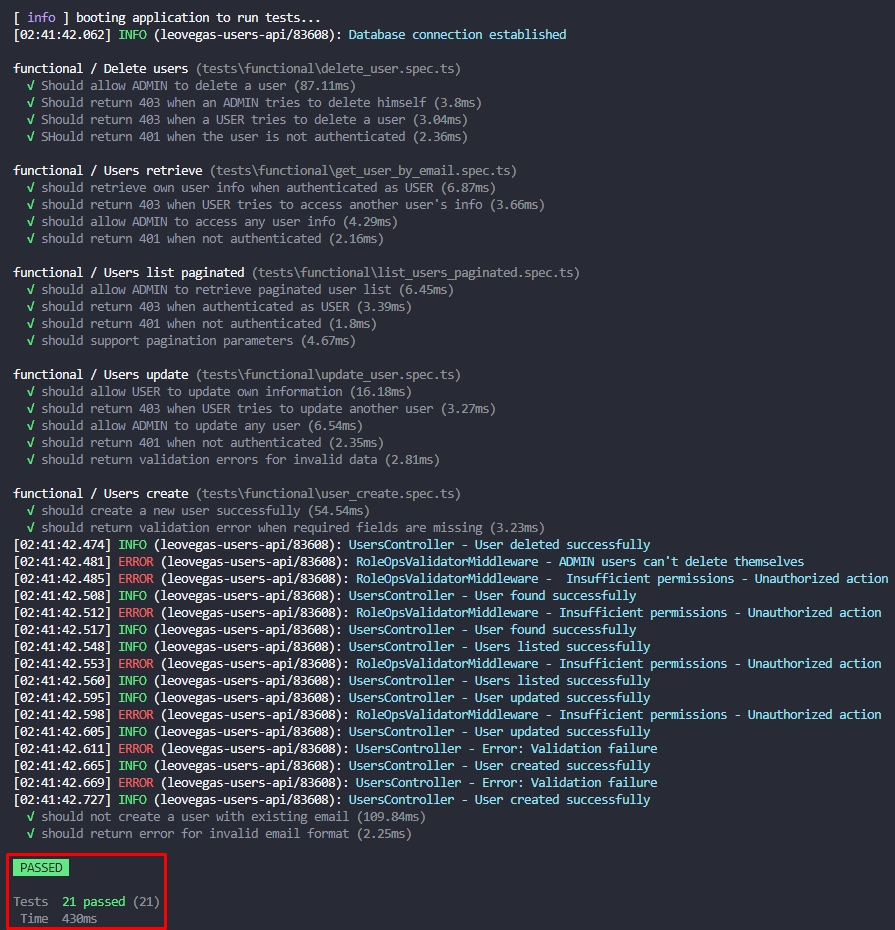 [ info ] booting application to run tests...
[02:41:42.062] INFO (leovegas-users-api/83608): Database connection established
functional / Delete users (tests\functional\delete_user.spec.ts)
√ Should allow ADMIN to delete a user (87.11ms)
√ Should return 403 when an ADMIN tries to delete himself (3.8ms)
√ Should return 403 when a USER tries to delete a user (3.04ms)
√ SHould return 401 when the user is not authenticated (2.36ms)
functional / Users retrieve (tests\functional\get_user_by_email.spec.ts)
√ should retrieve own user info when authenticated as USER (6.87ms)
√ should return 403 when USER tries to access another user's info (3.66ms)
√ should allow ADMIN to access any user info (4.29ms)
√ should return 401 when not authenticated (2.16ms)
functional / Users list paginated (tests\functional\list_users_paginated.spec.ts)
√ should allow ADMIN to retrieve paginated user list (6.45ms)
√ should return 403 when authenticated as USER (3.39ms)
√ should return 401 when not authenticated (1.8ms)
√ should support pagination parameters (4.67ms)
functional / Users update (tests\functional\update_user.spec.ts)
√ should allow USER to update own information (16.18ms)
√ should return 403 when USER tries to update another user (3.27ms)
√ should allow ADMIN to update any user (6.54ms)
√ should return 401 when not authenticated (2.35ms)
√ should return validation errors for invalid data (2.81ms)
functional / Users create (tests\functional\user_create.spec.ts)
√ should create a new user successfully (54.54ms)
√ should return validation error when required fields are missing (3.23ms)
[02:41:42.474] INFO (leovegas-users-api/83608): UsersController - User deleted successfully
[02:41:42.481] ERROR (leovegas-users-api/83608): RoleOpsValidatorMiddleware - ADMIN users can't delete themselves
[02:41:42.485] ERROR (leovegas-users-api/83608): RoleOpsValidatorMiddleware -  Insufficient permissions - Unauthorized action
[02:41:42.508] INFO (leovegas-users-api/83608): UsersController - User found successfully
[02:41:42.512] ERROR (leovegas-users-api/83608): RoleOpsValidatorMiddleware - Insufficient permissions - Unauthorized action
[02:41:42.517] INFO (leovegas-users-api/83608): UsersController - User found successfully
[02:41:42.548] INFO (leovegas-users-api/83608): UsersController - Users listed successfully
[02:41:42.553] ERROR (leovegas-users-api/83608): RoleOpsValidatorMiddleware - Insufficient permissions - Unauthorized action
[02:41:42.560] INFO (leovegas-users-api/83608): UsersController - Users listed successfully
[02:41:42.595] INFO (leovegas-users-api/83608): UsersController - User updated successfully
[02:41:42.598] ERROR (leovegas-users-api/83608): RoleOpsValidatorMiddleware - Insufficient permissions - Unauthorized action
[02:41:42.605] INFO (leovegas-users-api/83608): UsersController - User updated successfully
[02:41:42.611] ERROR (leovegas-users-api/83608): UsersController - Error: Validation failure
[02:41:42.665] INFO (leovegas-users-api/83608): UsersController - User created successfully
[02:41:42.669] ERROR (leovegas-users-api/83608): UsersController - Error: Validation failure
[02:41:42.727] INFO (leovegas-users-api/83608): UsersController - User created successfully
√ should not create a user with existing email (109.84ms)
√ should return error for invalid email format (2.25ms)
PASSED
Tests  21 passed (21)
Time  430ms